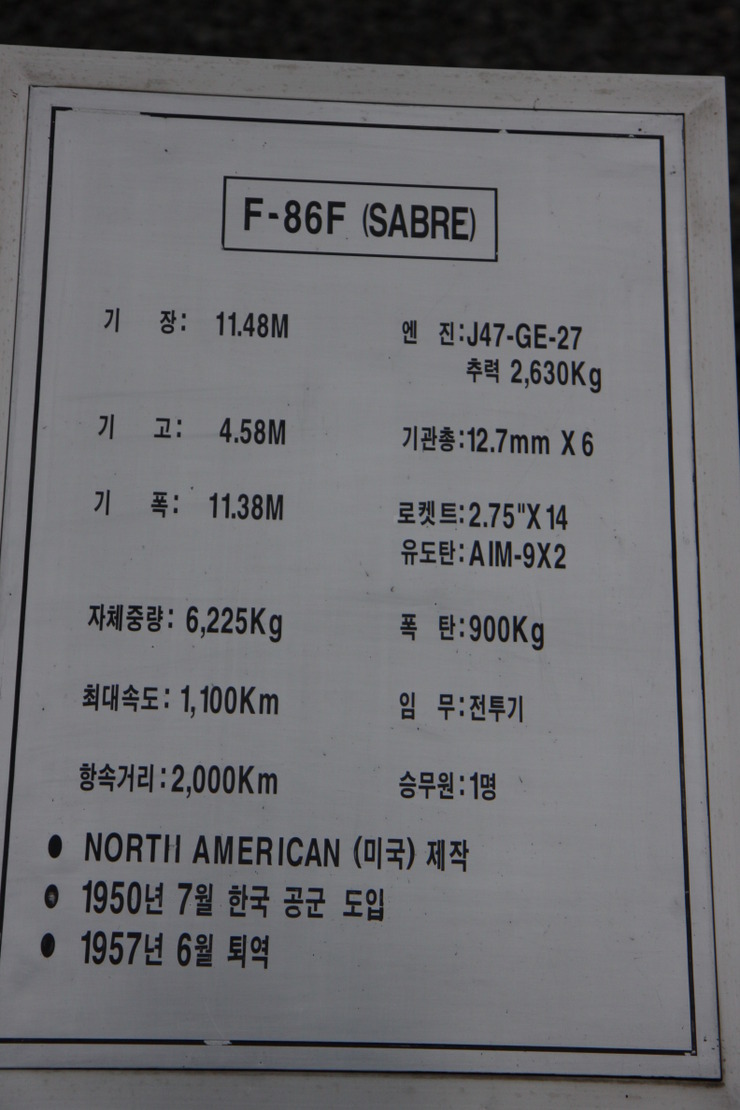 F-86F (SABRE)
기 장: 11.48M
엔 진:J47-GE-27
추력 2,630Kg
기 고: 4.58M
기관총:12.7mm X 6
기 폭: 11.38M
로켓트:2.75"X 14
유도탄:AIM-9X2
자체중량: 6,225Kg
폭 탄:900Kg
최대속도: 1,100Km
임 무:전투기
항속거리:2,000Km
승무원:1명
● NORTH AMERICAN (미국) 제작
● 1950년 7월 한국 공군 도입
● 1957년 6월 퇴역